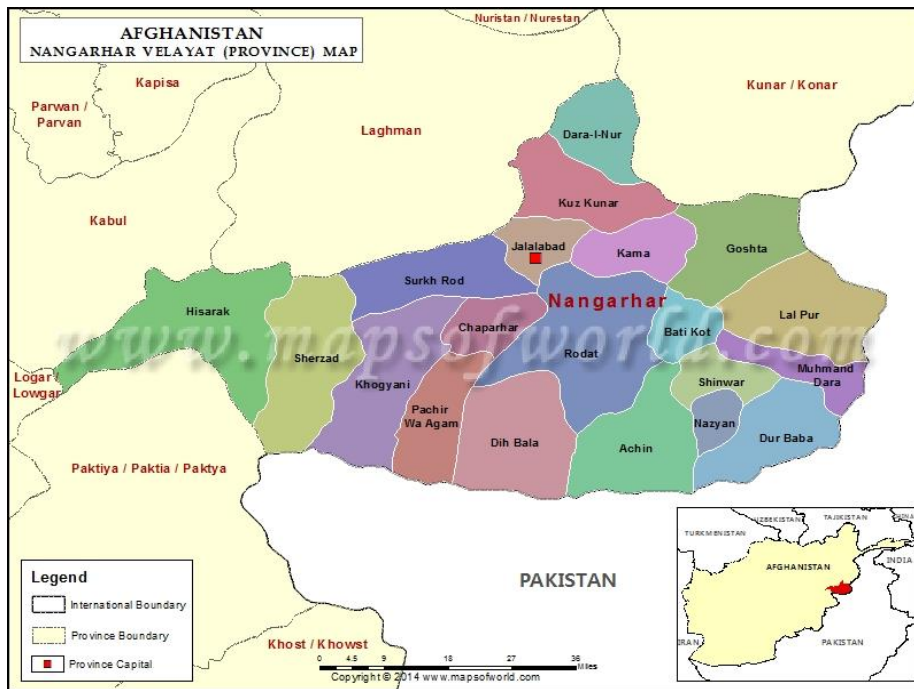 AFGHANISTAN
NANGARHAR VELAYAT (PROVINCE) MAP
Nuristan / Nurestan
Kapisa
Parwan /
Parvan
Kunar / Konar
Laghman
Dara-I-Nur
Kuz Kunar
Kabul
Jalalabad
Kama
Goshta
Surkh Rod
Nangarhar
Hisarak
Lal Pur
Chaparhar
Bati Kot
www.mapsofworld.com
Sherzad
Rodat
Logar /
Lowgar
Khogyani
Muhmand
Dara
Shinwar
Pachir
Wa Agam
Nazyan
Dih Bala
Achin
Dur Baba
Paktiya / Paktia / Paktya
PAKISTAN
Legend
International Boundary
Province Boundary
Province Capital
Khost / Khowst
0 4.5 9 18 27 36
Miles
Copyright © 2014 www.mapsofworld.com
UZBEKISTAN
TAJIKISTAN
CHINA
TURKMENISTAN
INDIA
AFGHANISTAN
IRAN
PAKISTAN